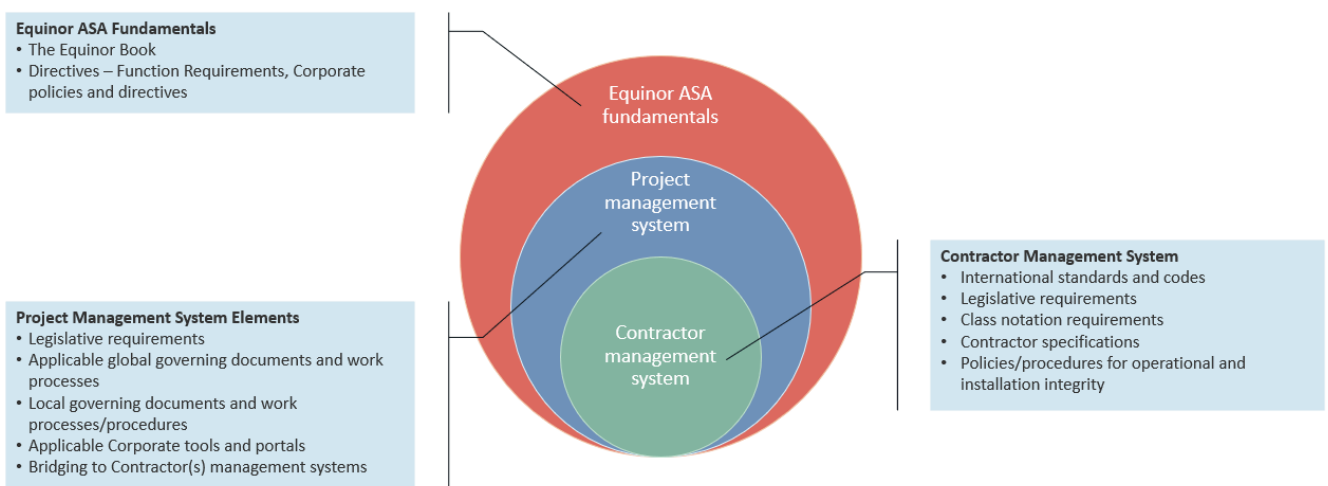 Equinor ASA Fundamentals
• The Equinor Book
• Directives – Function Requirements, Corporate
policies and directives
Equinor ASA
fundamentals
Project
management
system
Contractor
management
system
Project Management System Elements
• Legislative requirements
• Applicable global governing documents and work
processes
• Local governing documents and work
processes/procedures
• Applicable Corporate tools and portals
• Bridging to Contractor(s) management systems
Contractor Management System
• International standards and codes
• Legislative requirements
• Class notation requirements
• Contractor specifications
• Policies/procedures for operational and
installation integrity